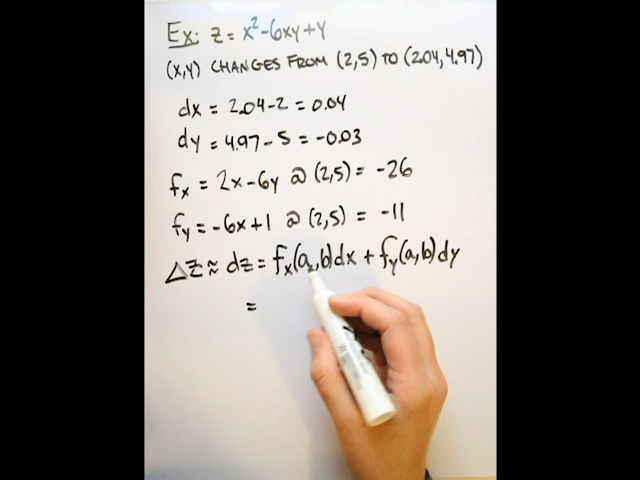 Ex: z = x² - 6xy + y
(x,y) CHANGES FROM (2,5) TO (2.04, 4.97)
dx = 2.04 - 2 = 0.04
dy = 4.97 - 5 = -0.03
fx = 2x - 6y @ (2,5) = -26
fy = -6x + 1 @ (2,5) = -11
△z ≈ dz = fx(a,b)dx + fy(a,b)dy
=